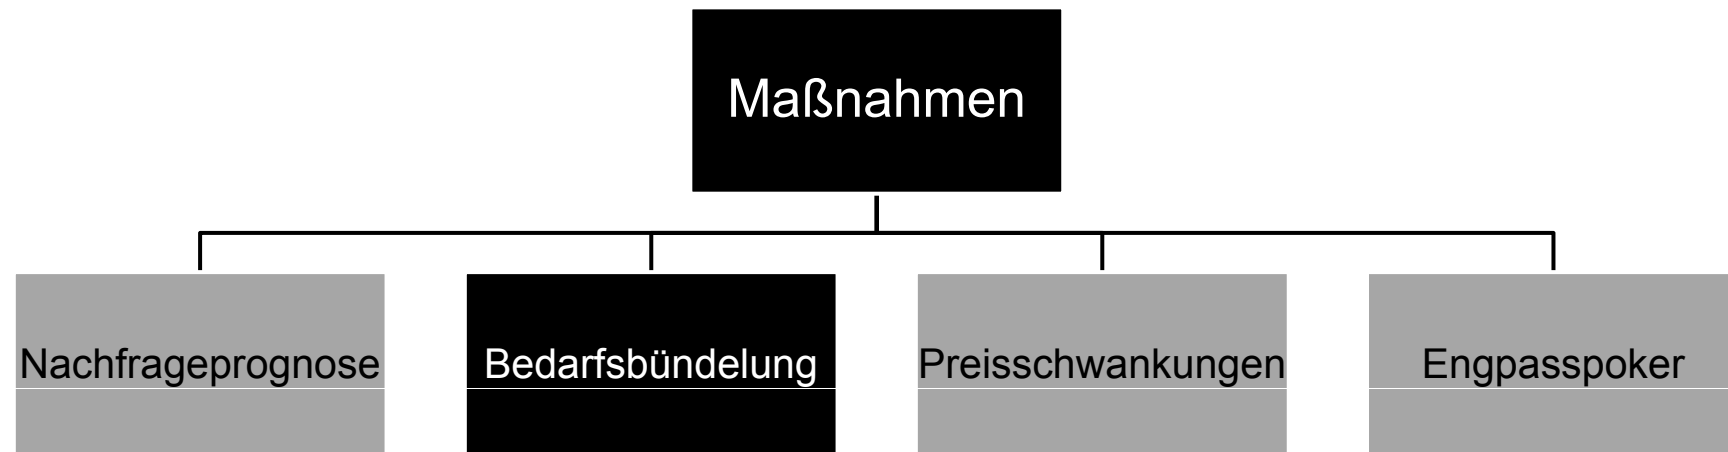 Maßnahmen
Nachfrageprognose
Bedarfsbündelung
Preisschwankungen
Engpasspoker